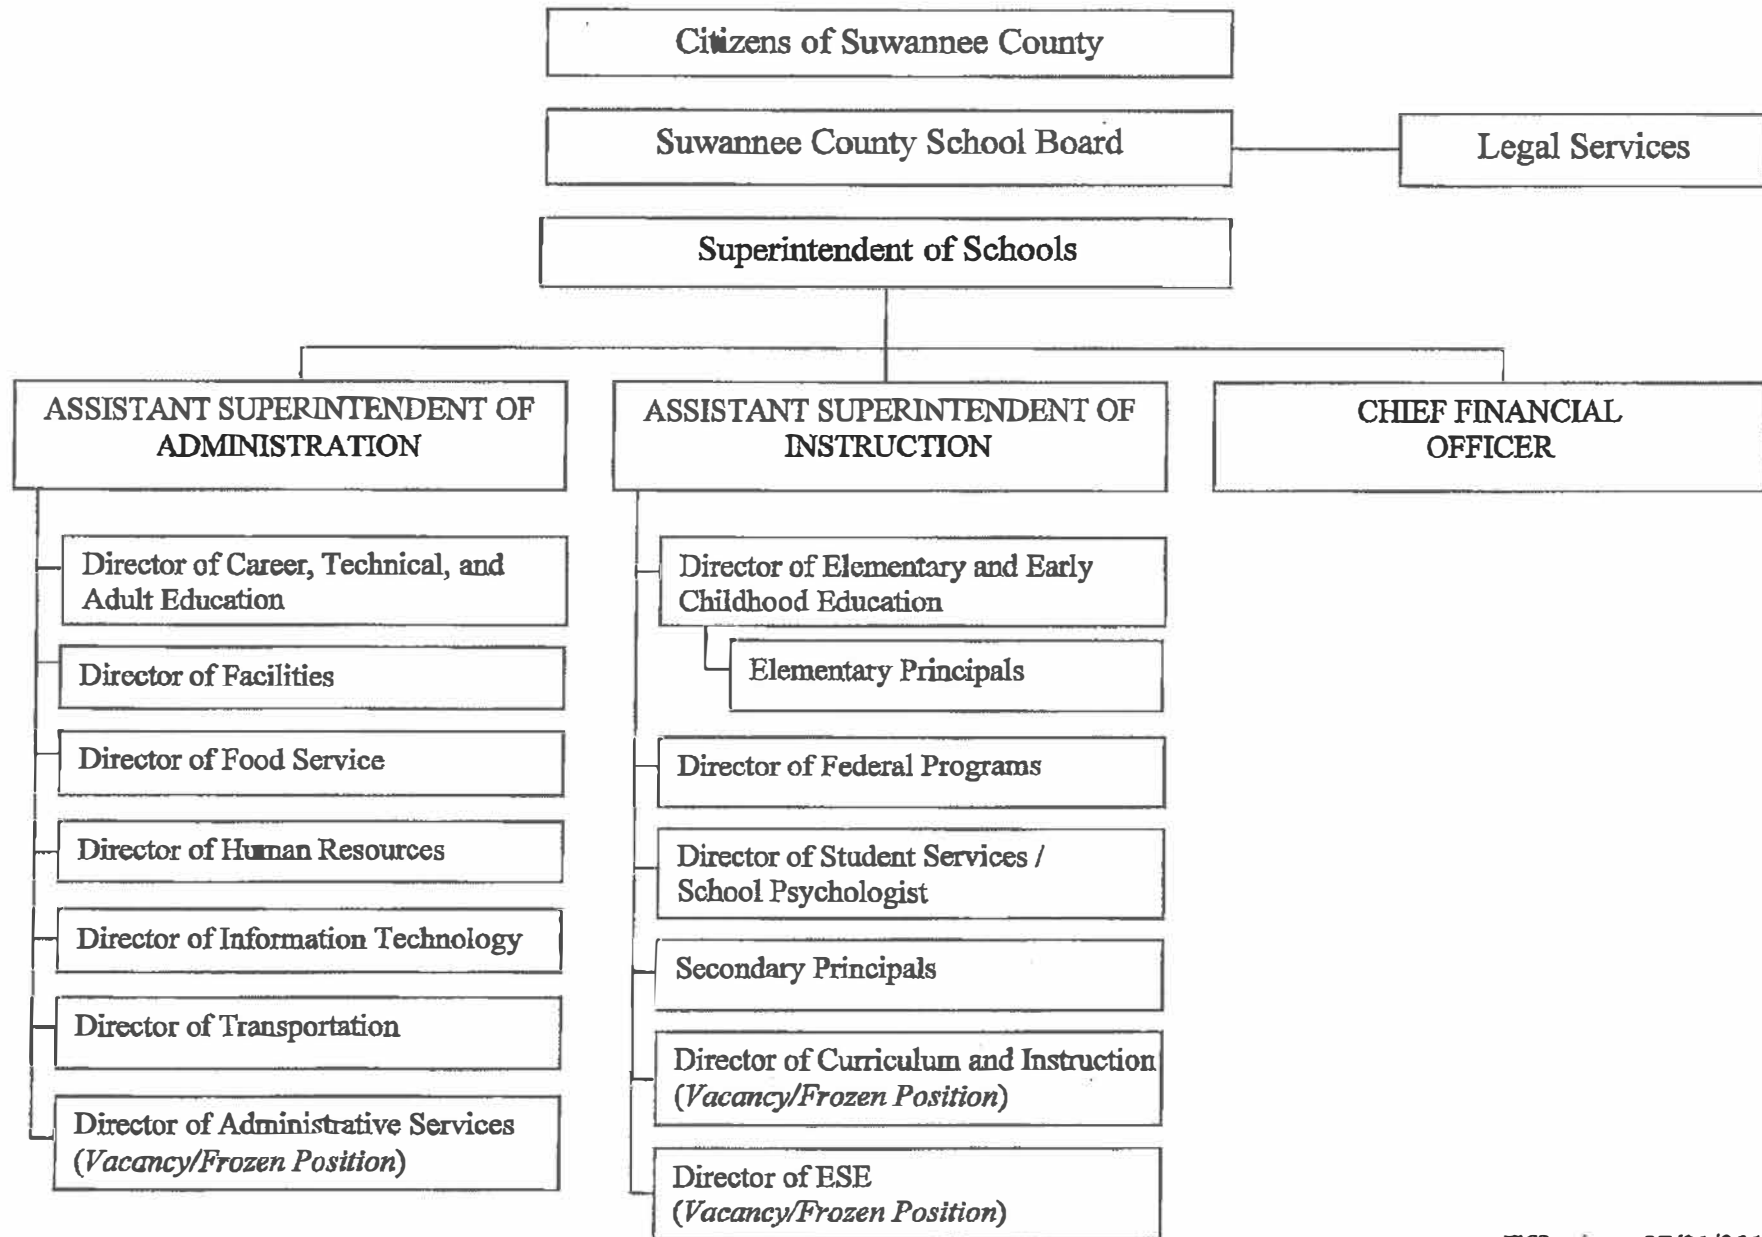 Citizens of Suwannee County
Suwannee County School Board
Legal Services
Superintendent of Schools
ASSISTANT SUPERINTENDENT OF
ADMINISTRATION
Director of Career, Technical, and
Adult Education
Director of Facilities
Director of Food Service
Director of Human Resources
Director of Information Technology
Director of Transportation
Director of Administrative Services
(Vacancy/Frozen Position)
ASSISTANT SUPERINTENDENT OF
INSTRUCTION
Director of Elementary and Early
Childhood Education
Elementary Principals
Director of Federal Programs
Director of Student Services /
School Psychologist
Secondary Principals
Director of Curriculum and Instruction
(Vacancy/Frozen Position)
Director of ESE
(Vacancy/Frozen Position)
CHIEF FINANCIAL
OFFICER